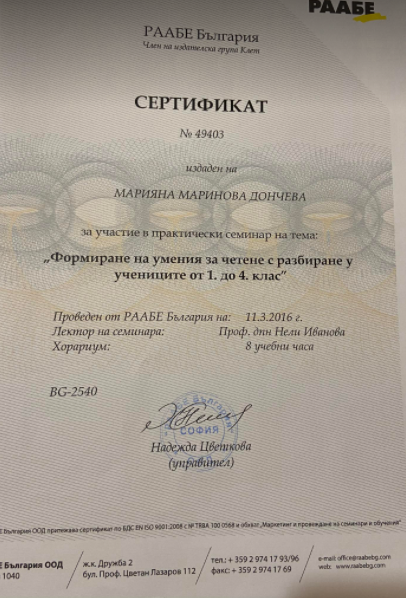 РААБЕ
РААБЕ България
Член на издателска група Клет
СЕРТИФИКАТ
№ 49403
издаден на
МАРИЯНА МАРИНОВА ДОНЧЕВА
за участие в практически семинар на тема:
„Формиране на умения за четене с разбиране у
учениците от 1. до 4. клас”
Проведен от РААБЕ България на: 11.3.2016 г.
Лектор на семинара: Проф. дпн Нели Иванова
Хорариум: 8 учебни часа
BG-2540
СОФИЯ
Надежда Цветкова
(управител)
България ООД притежава сертификат по БДС EN ISO 9001:2008 с № TRBA 100 0568 и обхват „Маркетинг и провеждане на семинари и обучения”
Е България ООД
1040
ж.к. Дружба 2
бул. Проф. Цветан Лазаров 112
тел.: + 359 2 974 17 93/96
факс: + 359 2 974 17 69
e-mail: office@raabebg.com
web: www.raabebg.com